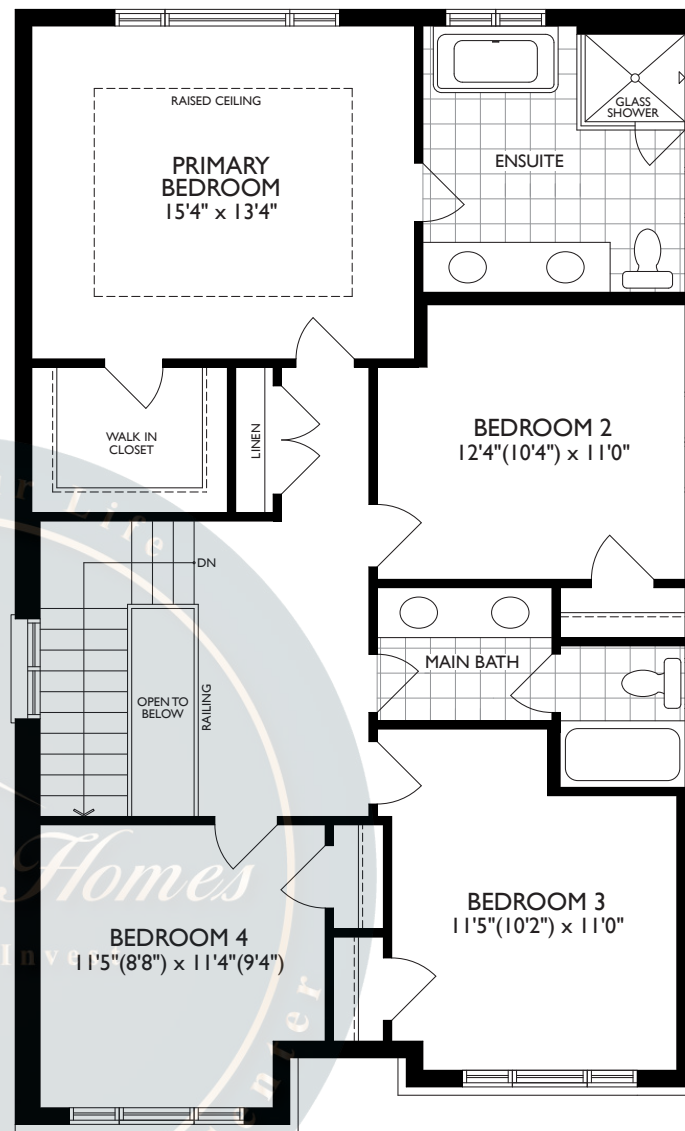 RAISED CEILING
PRIMARY
BEDROOM
15'4" x 13'4"
GLASS
SHOWER
ENSUITE
WALK IN
CLOSET
LINEN
BEDROOM 2
12'4"(10'4") x 11'0"
DN
OPEN TO
BELOW
RAILING
MAIN BATH
BEDROOM 3
11'5"(10'2") x 11'0"
BEDROOM 4
11'5"(8'8") x 11'4"(9'4")
Life
Homes
Invest